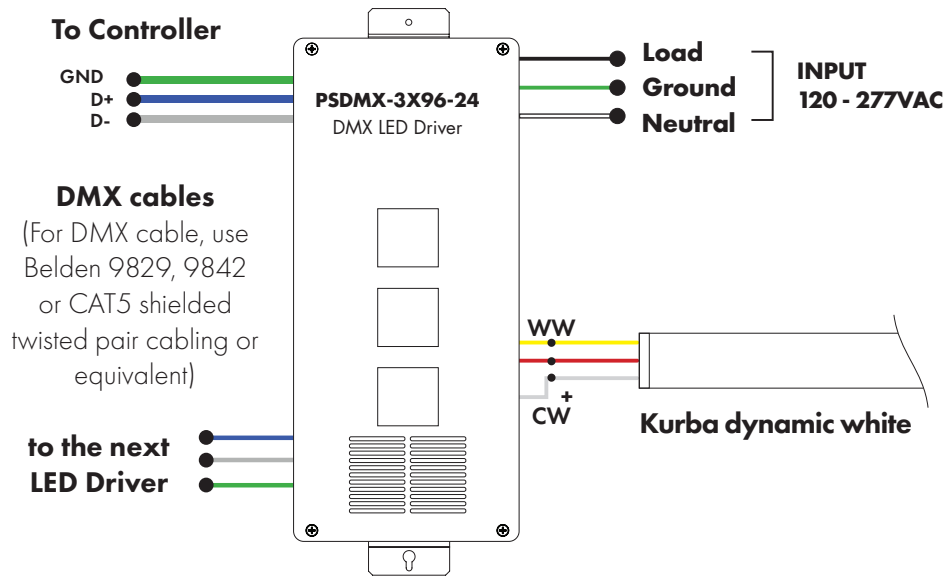 To Controller
GND
D+
D-
PSDMX-3X96-24
DMX LED Driver
Load
Ground
Neutral
INPUT
120 - 277VAC
DMX cables
(For DMX cable, use
Belden 9829, 9842
or CAT5 shielded
twisted pair cabling or
equivalent)
WW
+
CW
Kurba dynamic white
to the next
LED Driver